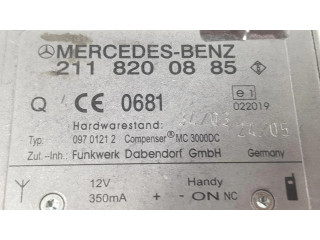 MERCEDES-BENZ
211 820 08 85 S
Q CE 0681 e1
022019
Hardwarestand: 24/05
Typ: 097 0121 2 Compenser® MC 3000DC
Zul.-Inh: Funkwerk Dabendorf GmbH Germany
12V Handy
350mA + - ON NC